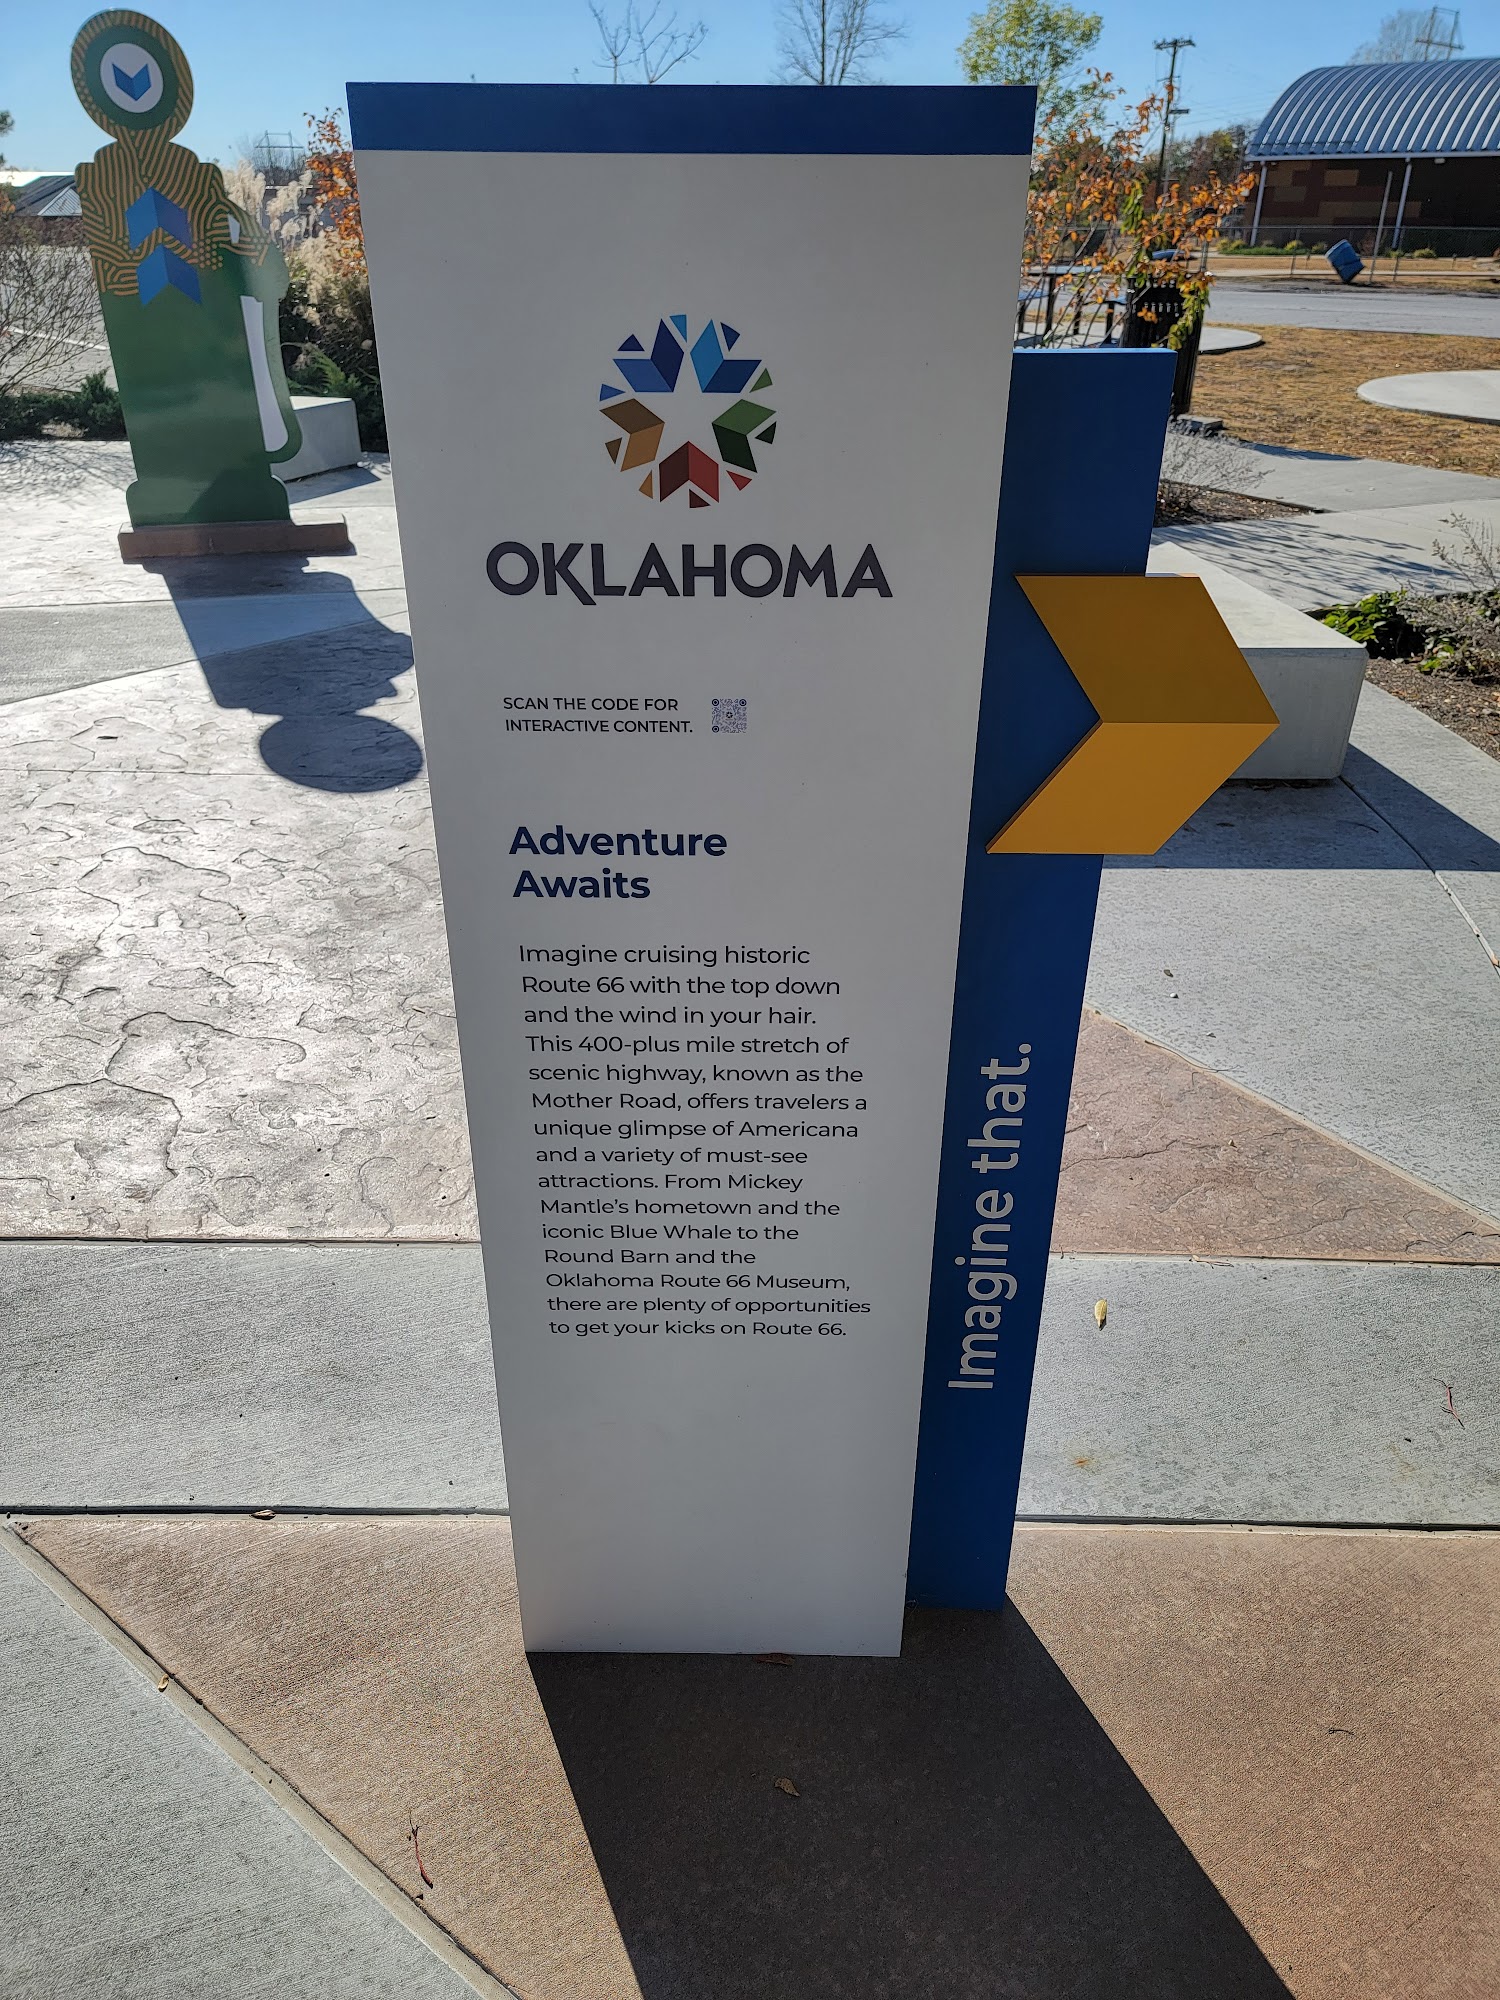 OKLAHOMA
SCAN THE CODE FOR
INTERACTIVE CONTENT.
Adventure
Awaits
Imagine cruising historic
Route 66 with the top down
and the wind in your hair.
This 400-plus mile stretch of
scenic highway, known as the
Mother Road, offers travelers a
unique glimpse of Americana
and a variety of must-see
attractions. From Mickey
Mantle's hometown and the
iconic Blue Whale to the
Round Barn and the
Oklahoma Route 66 Museum,
there are plenty of opportunities
to get your kicks on Route 66.
Imagine that.